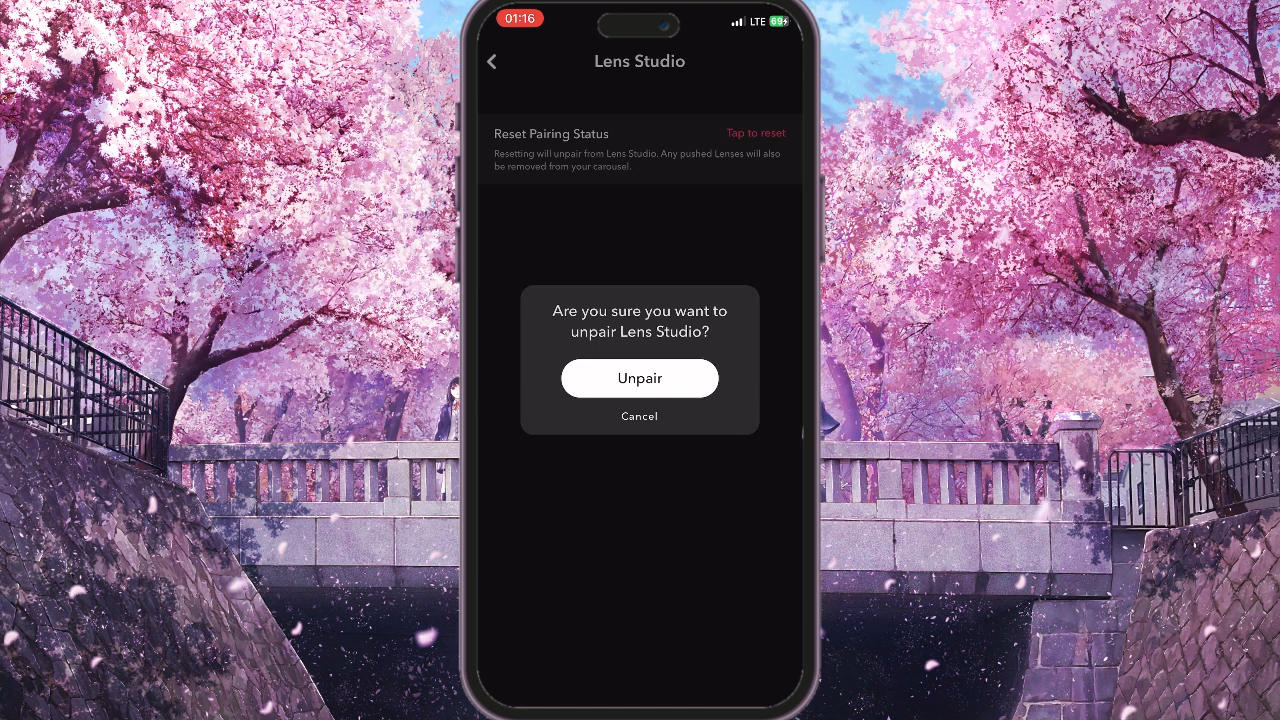 01:16
LTE 69
Lens Studio
Reset Pairing Status
Tap to reset
Resetting will unpair from Lens Studio. Any pushed Lenses will also
be removed from your carousel.
Are you sure you want to
unpair Lens Studio?
Unpair
Cancel